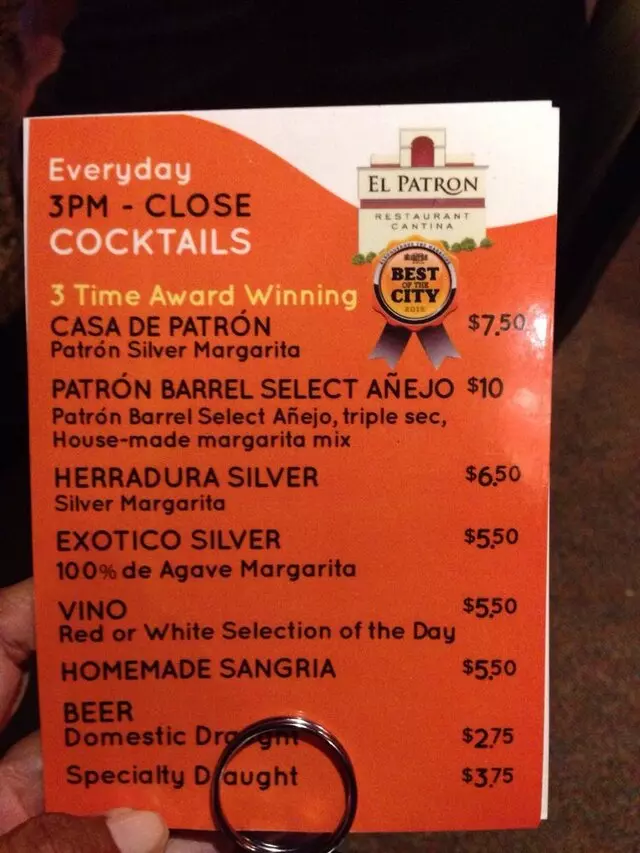 Everyday
3PM - CLOSE
COCKTAILS
EL PATRON
RESTAURANT
CANTINA
BEST
OF THE
CITY
2015
3 Time Award Winning
CASA DE PATRÓN $7.50
Patrón Silver Margarita
PATRÓN BARREL SELECT AÑEJO $10
Patrón Barrel Select Añejo, triple sec,
House-made margarita mix
HERRADURA SILVER $6.50
Silver Margarita
EXOTICO SILVER $5.50
100% de Agave Margarita
VINO $5.50
Red or White Selection of the Day
HOMEMADE SANGRIA $5.50
BEER
Domestic Draught $2.75
Specialty Draught $3.75